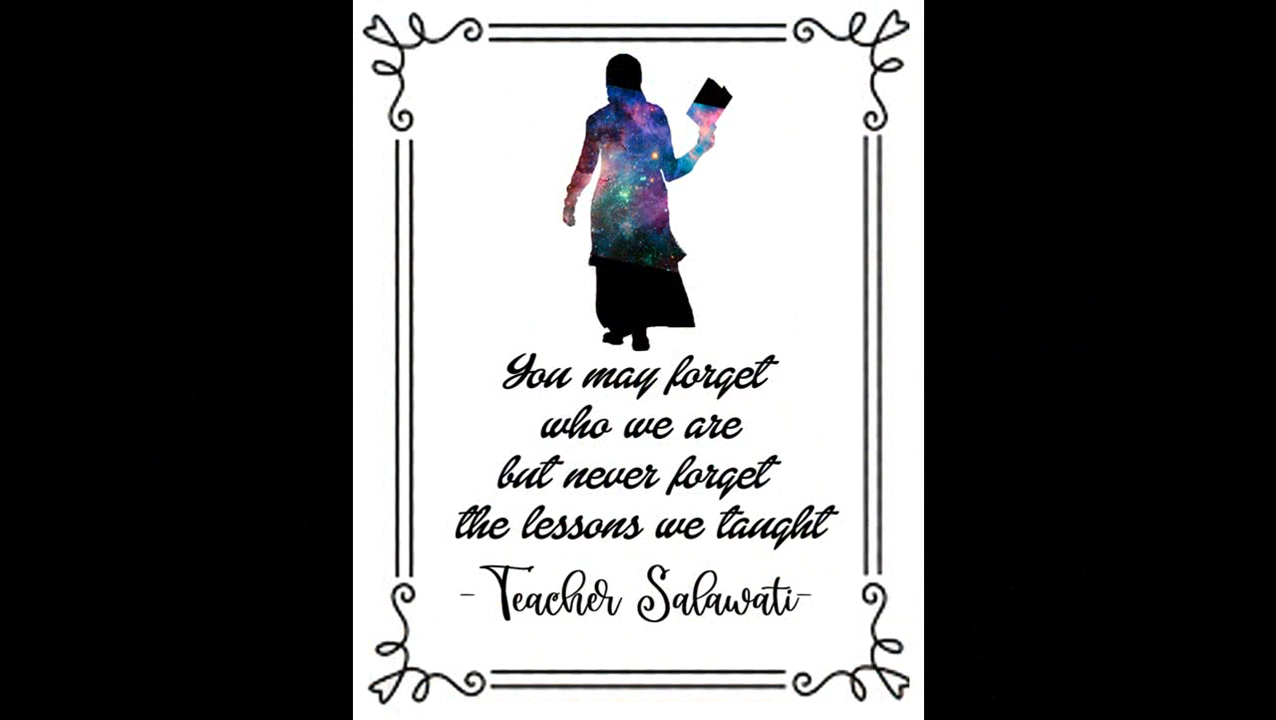 You may forget
who we are
but never forget
the lessons we taught
- Teacher Salawati-